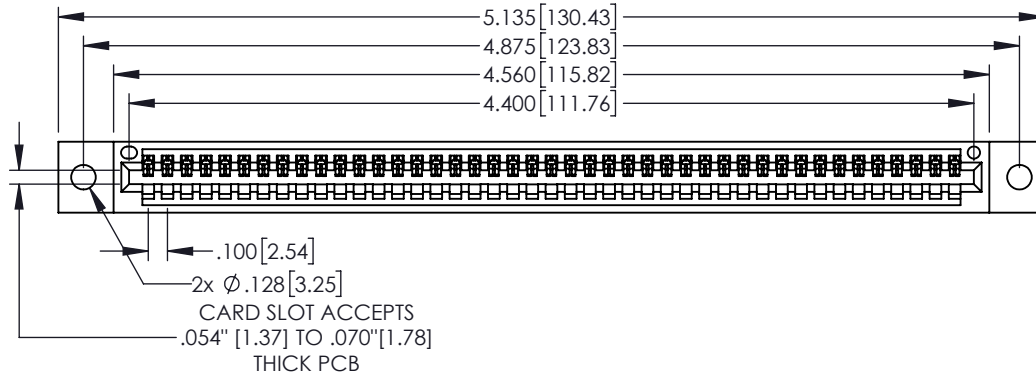 5.135[130.43]
4.875[123.83]
4.560[115.82]
4.400[111.76]
.100[2.54]
2x Ø.128[3.25]
CARD SLOT ACCEPTS
.054" [1.37] TO .070"[1.78]
THICK PCB